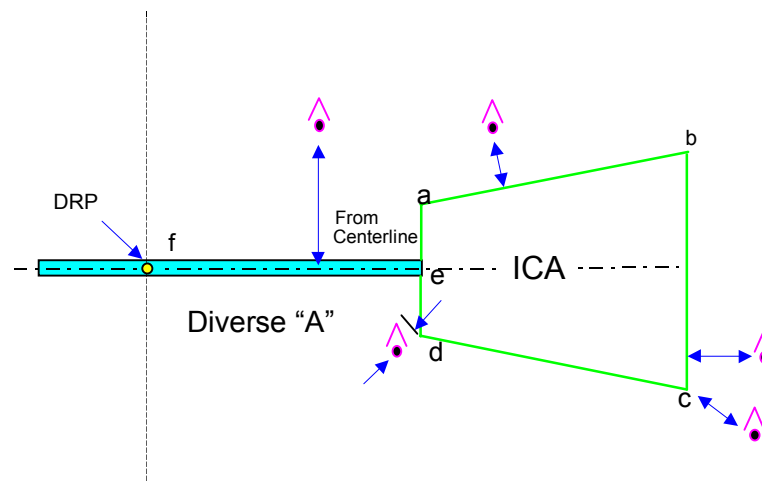 b
a
DRP
From
Centerline
f
e
ICA
Diverse “A”
d
c